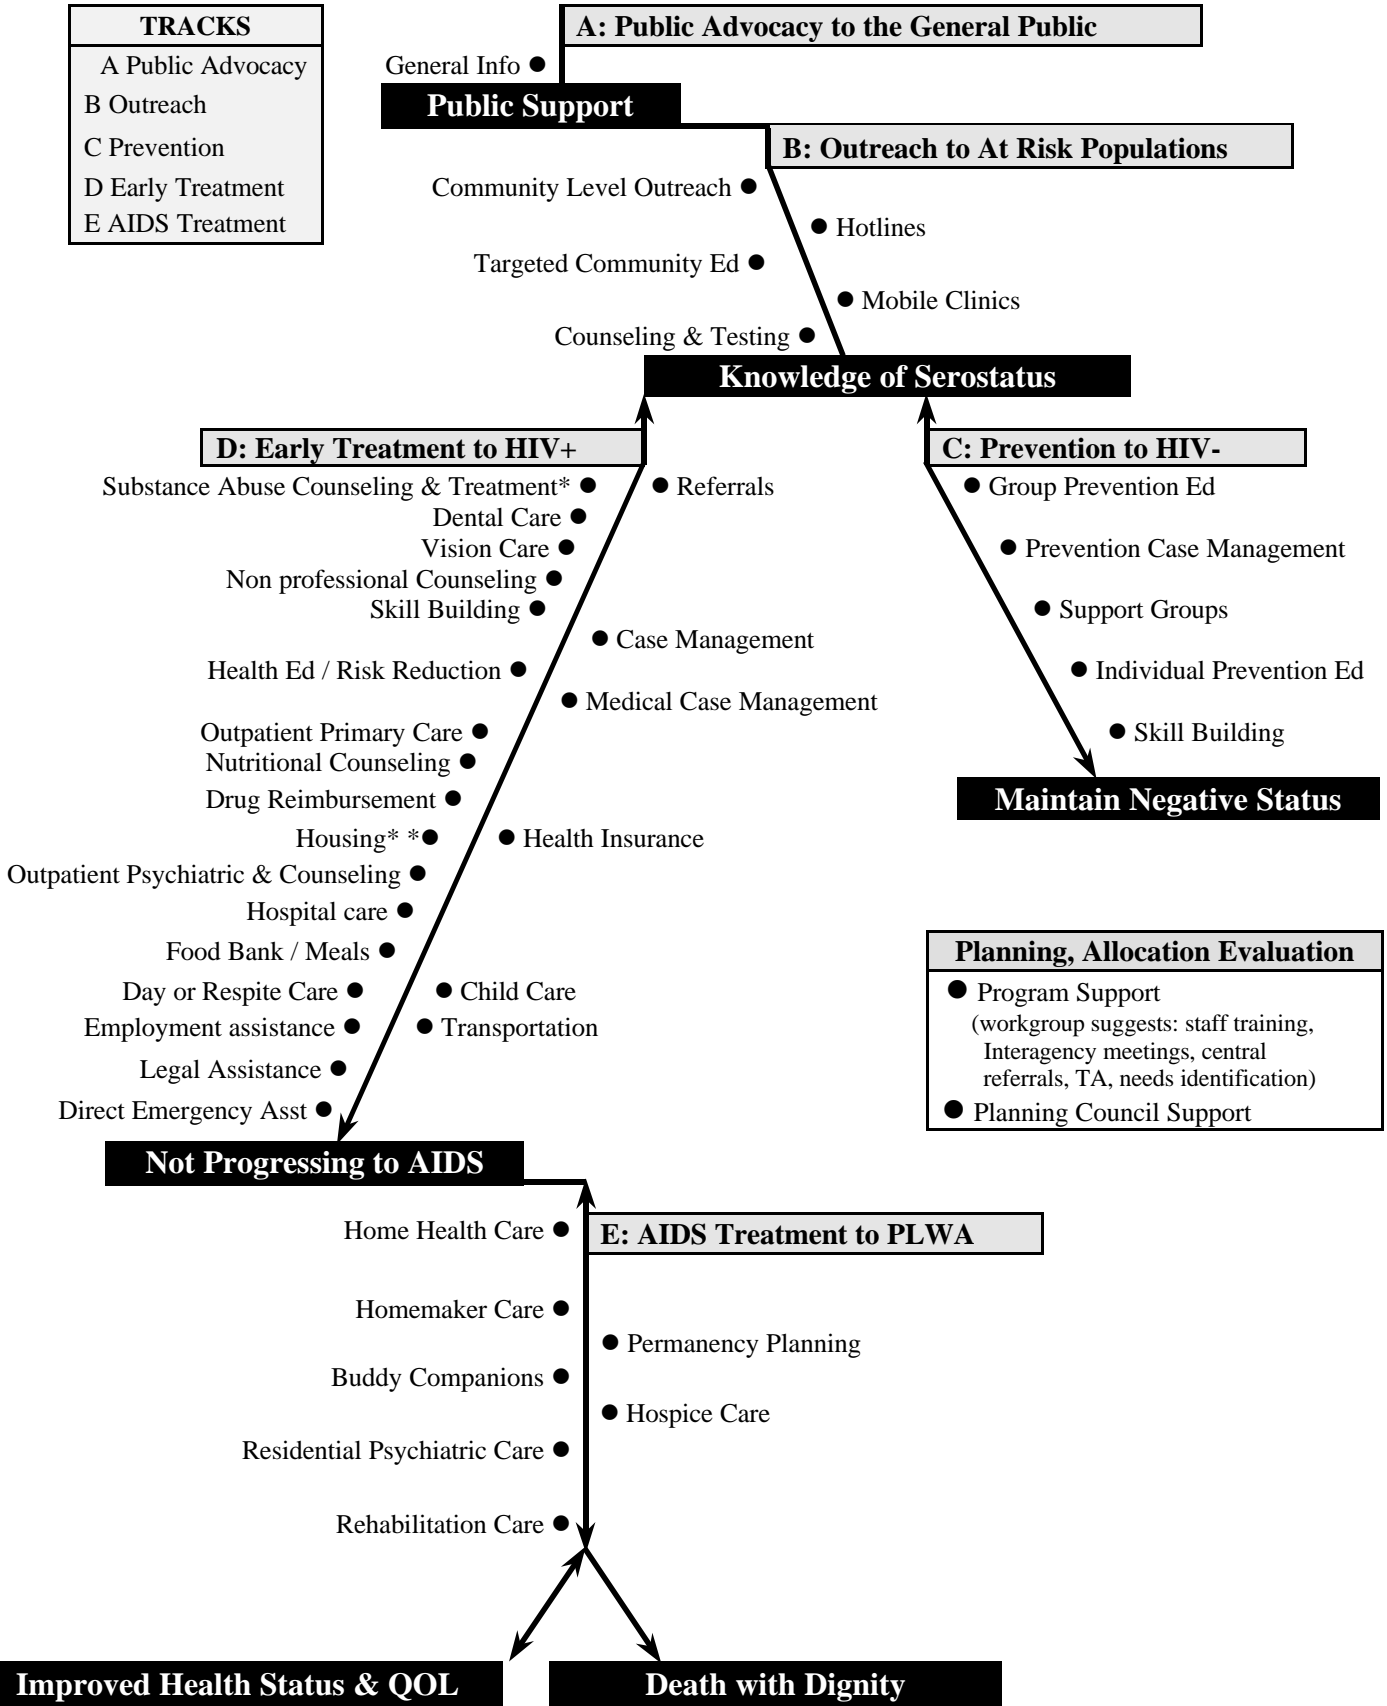 TRACKS
A Public Advocacy
B Outreach
C Prevention
D Early Treatment
E AIDS Treatment
A: Public Advocacy to the General Public
General Info
Public Support
B: Outreach to At Risk Populations
Community Level Outreach
Hotlines
Targeted Community Ed
Mobile Clinics
Counseling & Testing
Knowledge of Serostatus
D: Early Treatment to HIV+
Substance Abuse Counseling & Treatment*
Referrals
Dental Care
Vision Care
Non professional Counseling
Skill Building
Case Management
Health Ed / Risk Reduction
Medical Case Management
Outpatient Primary Care
Nutritional Counseling
Drug Reimbursement
Housing* *
Health Insurance
Outpatient Psychiatric & Counseling
Hospital care
Food Bank / Meals
Day or Respite Care
Child Care
Employment assistance
Transportation
Legal Assistance
Direct Emergency Asst
Not Progressing to AIDS
C: Prevention to HIV-
Group Prevention Ed
Prevention Case Management
Support Groups
Individual Prevention Ed
Skill Building
Maintain Negative Status
Planning, Allocation Evaluation
Program Support
(workgroup suggests: staff training,
Interagency meetings, central
referrals, TA, needs identification)
Planning Council Support
E: AIDS Treatment to PLWA
Home Health Care
Homemaker Care
Permanency Planning
Buddy Companions
Hospice Care
Residential Psychiatric Care
Rehabilitation Care
Improved Health Status & QOL
Death with Dignity